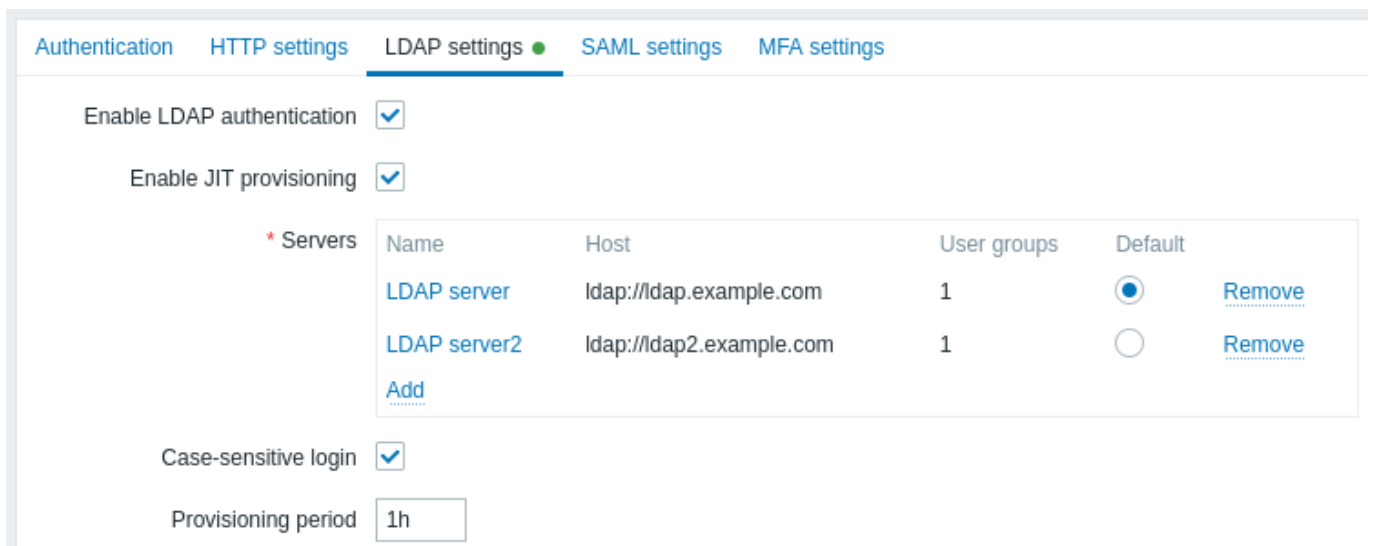 Authentication HTTP settings LDAP settings SAML settings MFA settings
Enable LDAP authentication
Enable JIT provisioning
* Servers Name Host User groups Default
LDAP server ldap://ldap.example.com 1 Remove
LDAP server2 ldap://ldap2.example.com 1 Remove
Add
Case-sensitive login
Provisioning period 1h